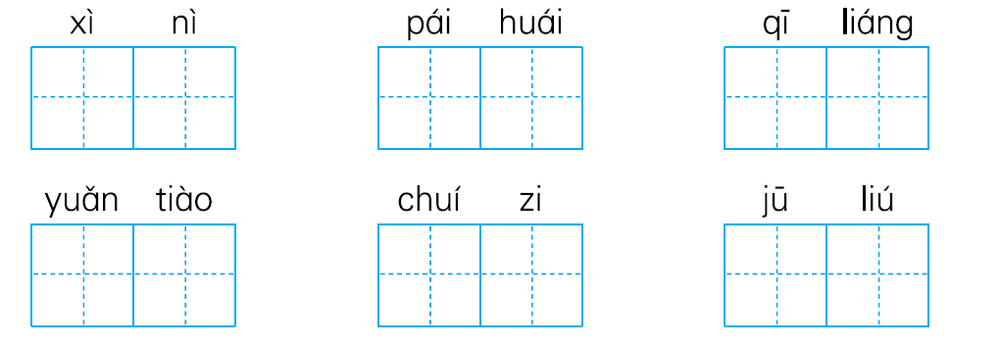 xì nì pái huái qī liáng
yuǎn tiào chuí zi jū liú